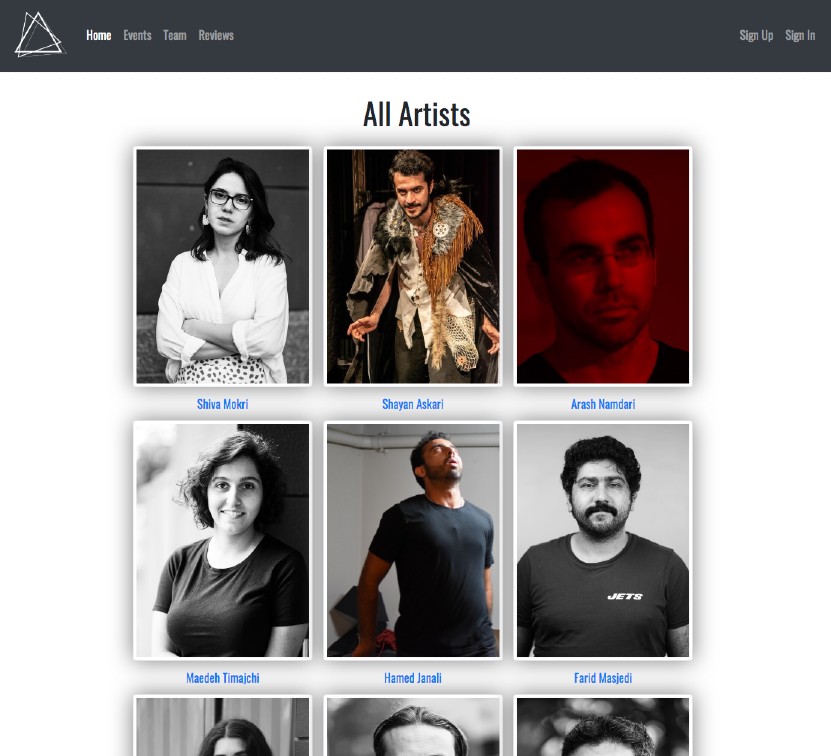 Home Events Team Reviews Sign Up Sign In
All Artists
Shiva Mokri Shayan Askari Arash Namdari
JETS
Maedeh Timajchi Hamed Janali Farid Masjedi